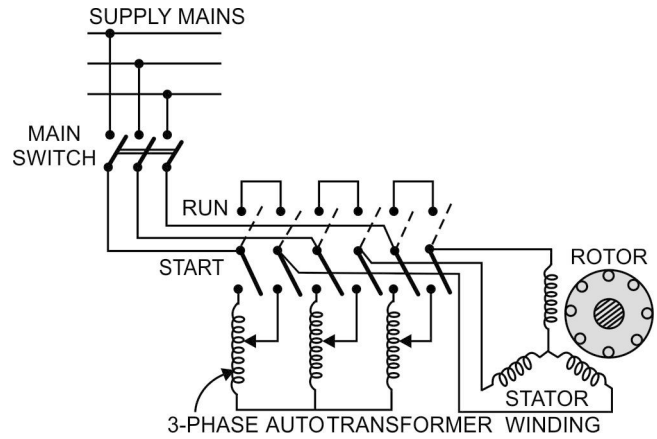 SUPPLY MAINS
MAIN
SWITCH
RUN
START
ROTOR
STATOR
3-PHASE AUTOTRANSFORMER WINDING